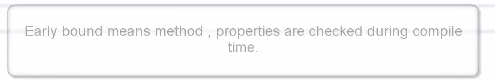 Early bound means method , properties are checked during compile
time.